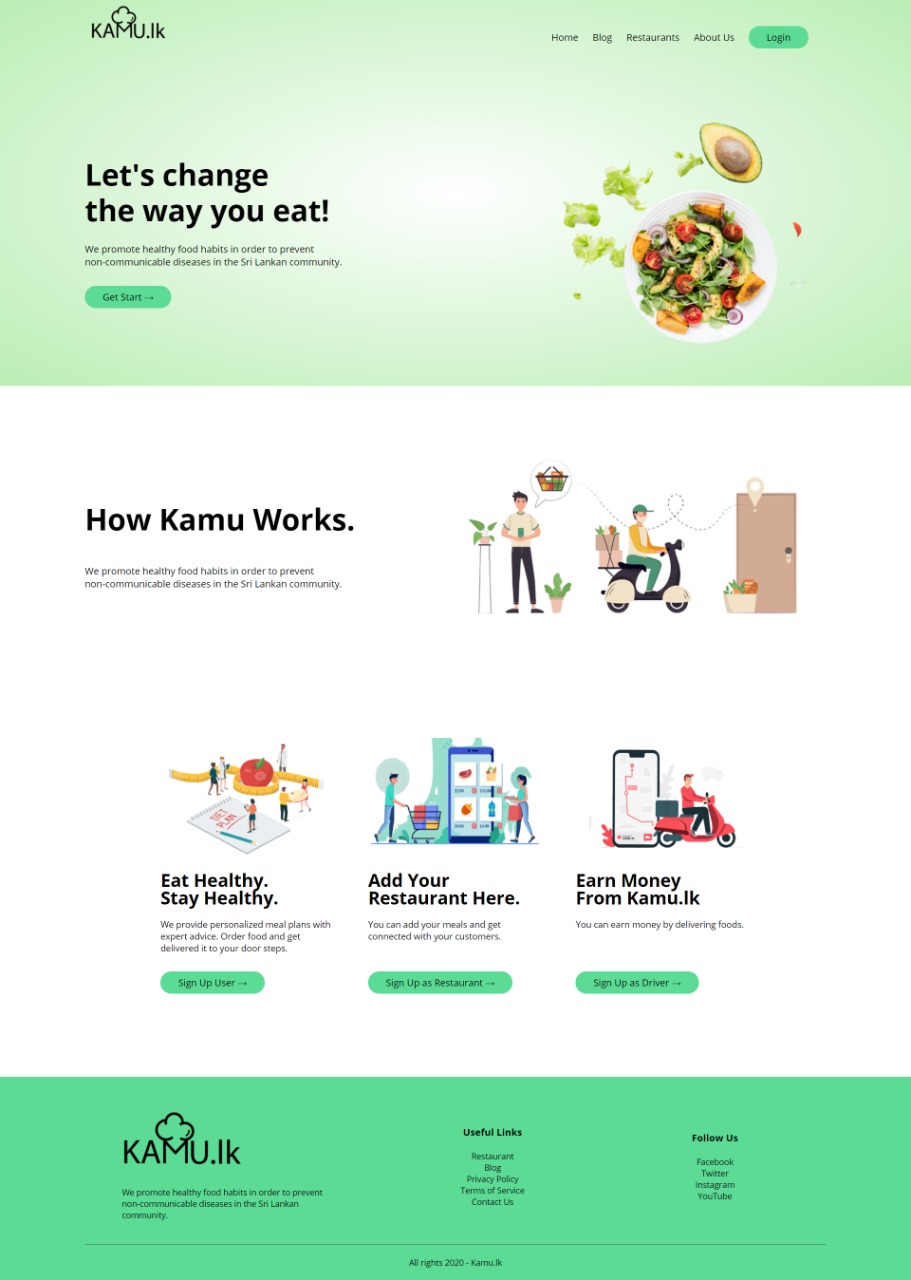 KAMU.lk
Home
Blog
Restaurants
About Us
Login
Let's change
the way you eat!
We promote healthy food habits in order to prevent
non-communicable diseases in the Sri Lankan community.
Get Start →
How Kamu Works.
We promote healthy food habits in order to prevent
non-communicable diseases in the Sri Lankan community.
DIET
PLAN
Eat Healthy.
Stay Healthy.
We provide personalized meal plans with
expert advice. Order food and get
delivered it to your door steps.
Sign Up User →
Add Your
Restaurant Here.
You can add your meals and get
connected with your customers.
Sign Up as Restaurant →
Earn Money
From Kamu.lk
You can earn money by delivering foods.
Sign Up as Driver →
KAMU.lk
We promote healthy food habits in order to prevent
non-communicable diseases in the Sri Lankan
community.
Useful Links
Restaurant
Blog
Privacy Policy
Terms of Service
Contact Us
Follow Us
Facebook
Twitter
Instagram
YouTube
All rights 2020 - Kamu.lk